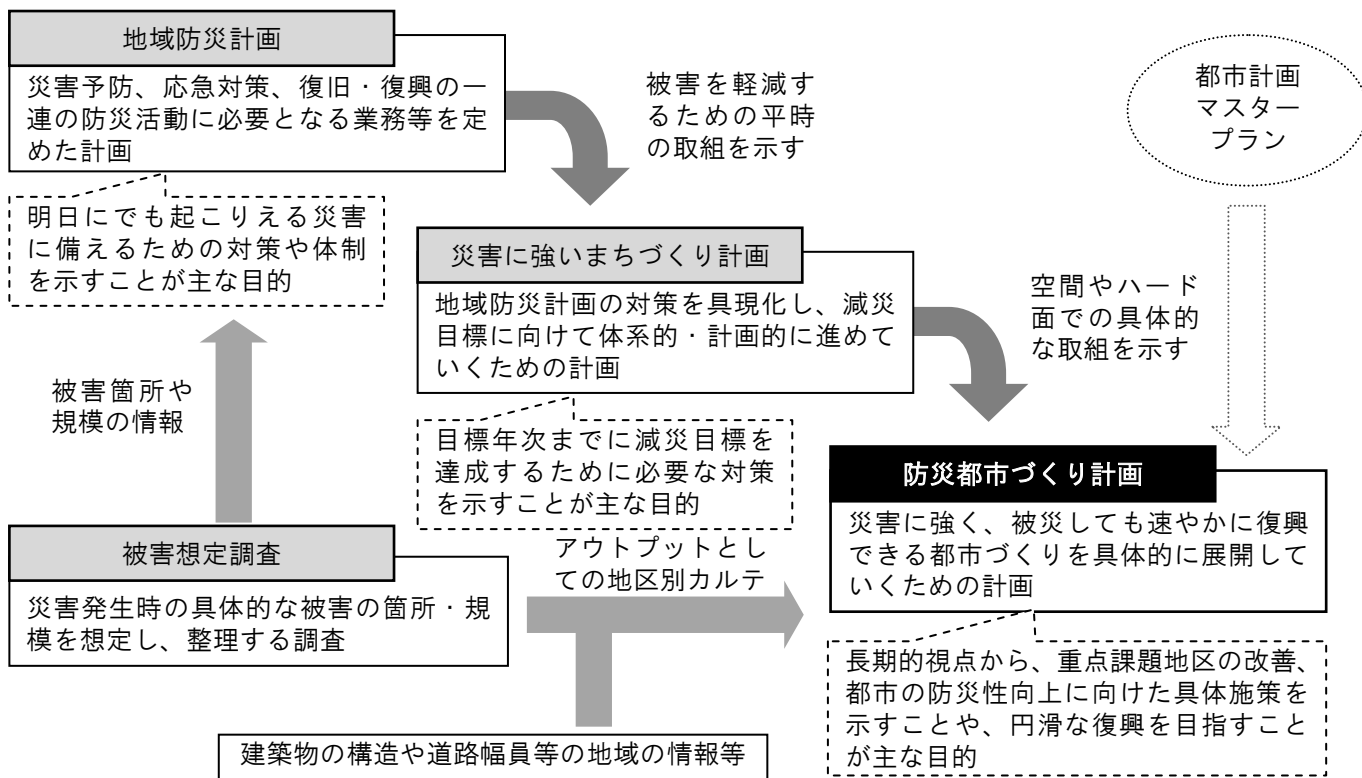 地域防災計画
災害予防、応急対策、復旧・復興の一
連の防災活動に必要となる業務等を定
めた計画
明日にでも起こりえる災害
に備えるための対策や体制
を示すことが主な目的
被害を軽減す
るための平時
の取組を示す
都市計画
マスター
プラン
災害に強いまちづくり計画
地域防災計画の対策を具現化し、減災
目標に向けて体系的・計画的に進めて
いくための計画
目標年次までに減災目標を
達成するために必要な対策
を示すことが主な目的
空間やハード
面での具体的
な取組を示す
被害箇所や
規模の情報
被害想定調査
災害発生時の具体的な被害の箇所・規
模を想定し、整理する調査
アウトプットとし
ての地区別カルテ
建築物の構造や道路幅員等の地域の情報等
防災都市づくり計画
災害に強く、被災しても速やかに復興
できる都市づくりを具体的に展開して
いくための計画
長期的視点から、重点課題地区の改善、
都市の防災性向上に向けた具体施策を
示すことや、円滑な復興を目指すこと
が主な目的